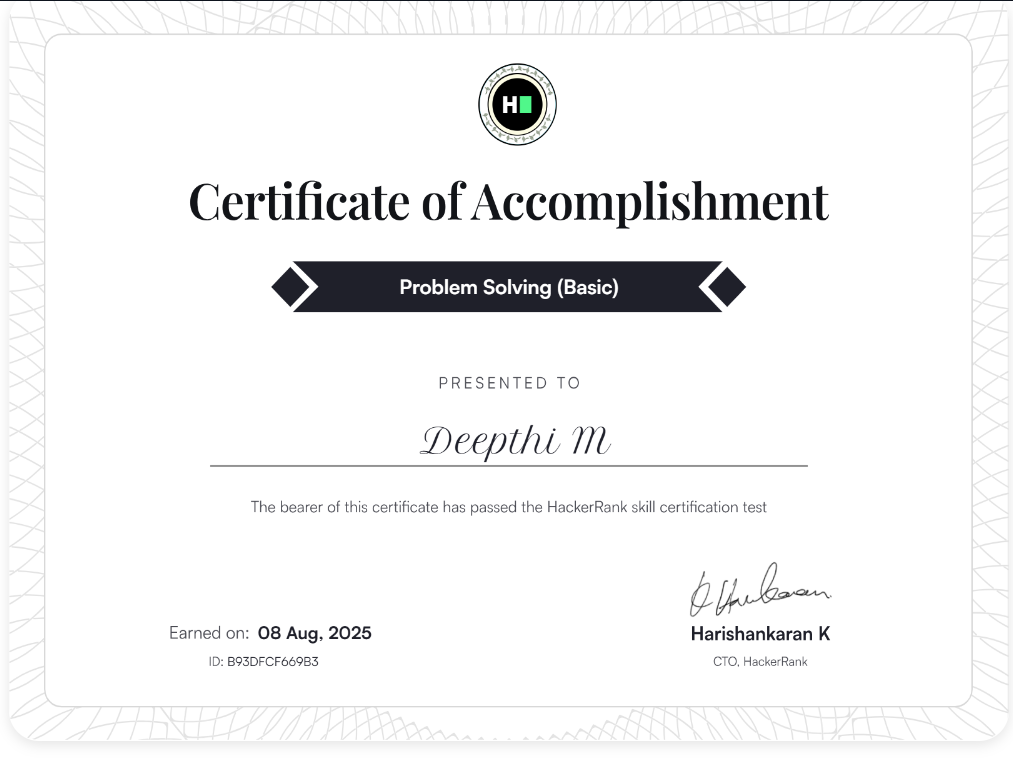 H
Certificate of Accomplishment
Problem Solving (Basic)
PRESENTED TO
Deepthi M
The bearer of this certificate has passed the HackerRank skill certification test
Earned on: 08 Aug, 2025
ID: B93DFCF669B3
Harishankaran K
CTO, HackerRank